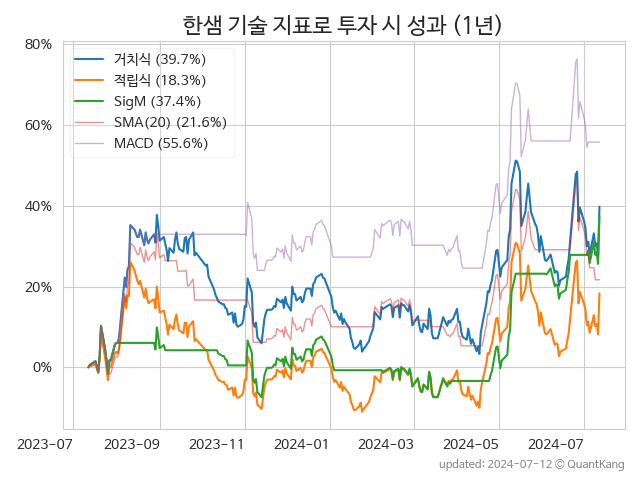 한샘 기술 지표로 투자 시 성과 (1년)
80%
60%
40%
20%
0%
거치식 (39.7%)
적립식 (18.3%)
SigM (37.4%)
SMA(20) (21.6%)
MACD (55.6%)
2023-07 2023-09 2023-11 2024-01 2024-03 2024-05 2024-07
updated: 2024-07-12 © QuantKang